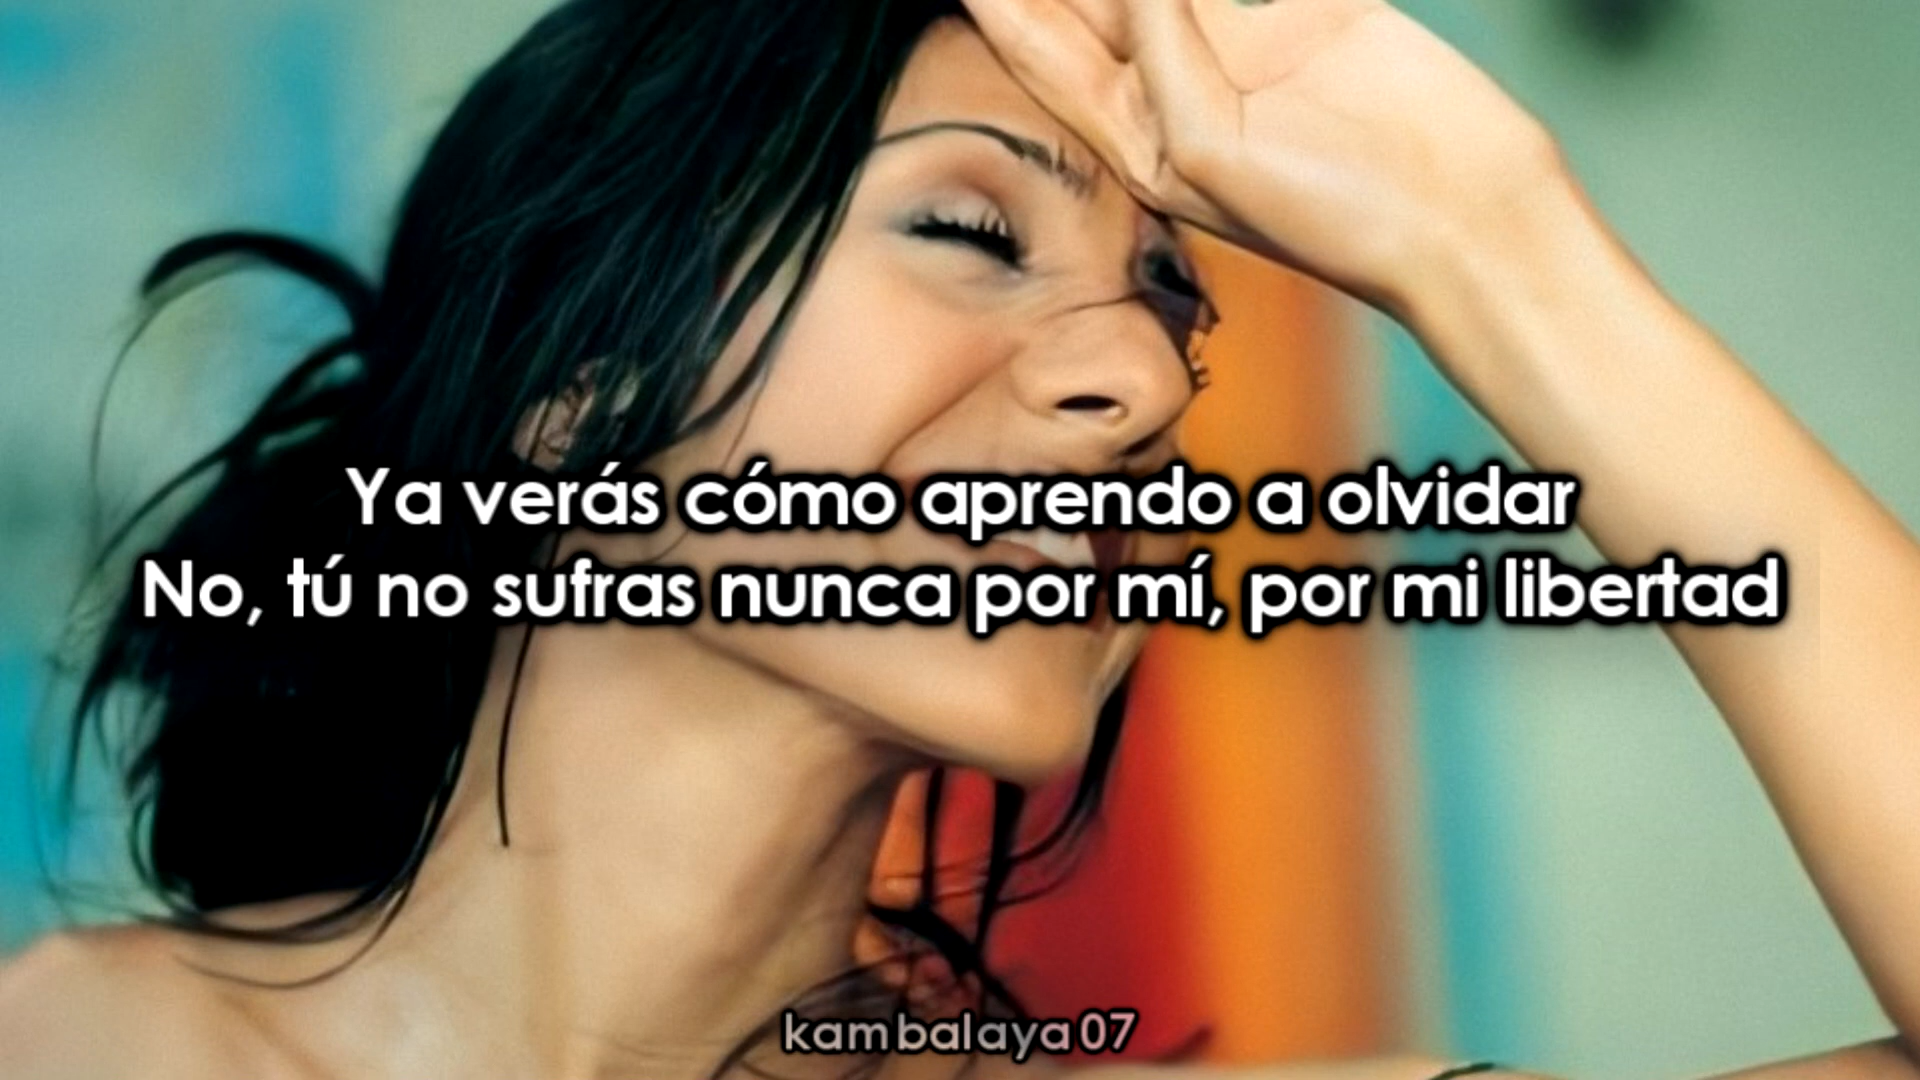 Ya verás cómo aprendo a olvidar
No, tú no sufras nunca por mí, por mi libertad
kambalaya07